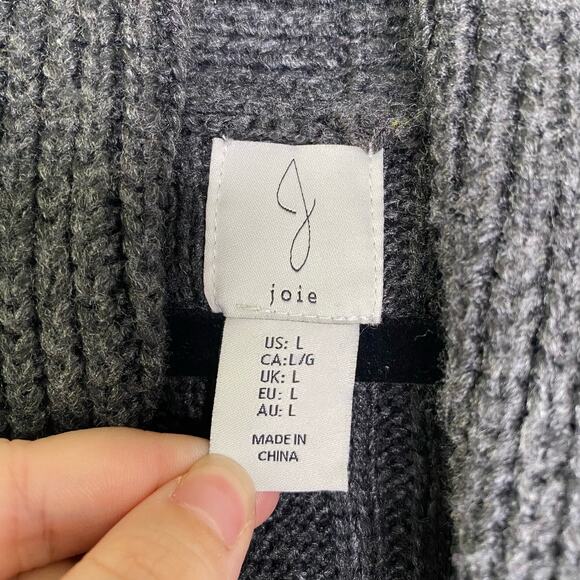 J
joie
US: L
CA:L/G
UK: L
EU: L
AU: L
MADE IN
CHINA